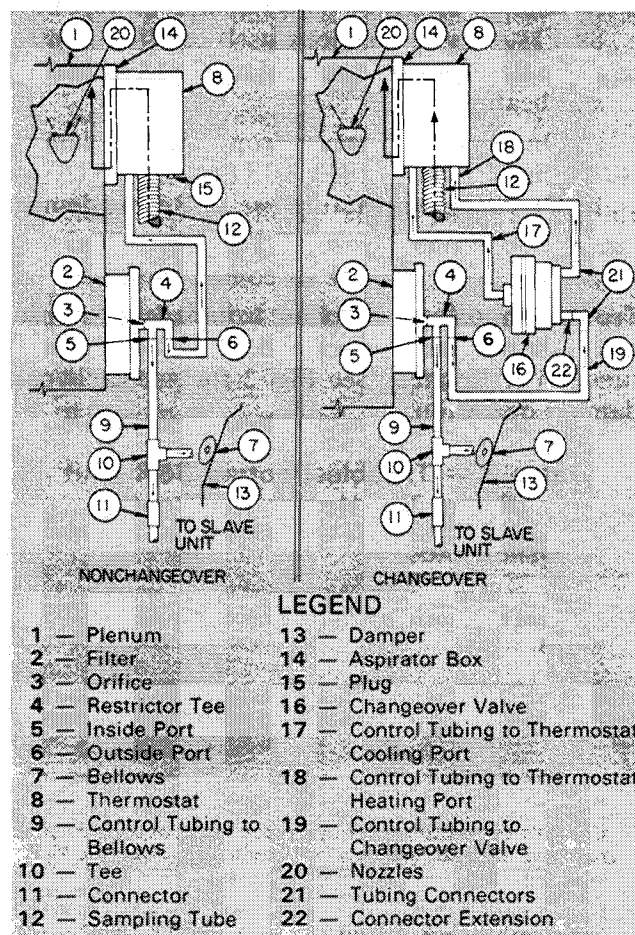 1 20 14 8
15
12
2
4
3
5 6
9
10 7
11 13
TO SLAVE
UNIT
NONCHANGEOVER
1 20 14 8
18
12
17
2
4
21
3
5 6
16 22 19
9
10 7
11 13
TO SLAVE
UNIT
CHANGEOVER
LEGEND
1 — Plenum
2 — Filter
3 — Orifice
4 — Restrictor Tee
5 — Inside Port
6 — Outside Port
7 — Bellows
8 — Thermostat
9 — Control Tubing to
Bellows
10 — Tee
11 — Connector
12 — Sampling Tube
13 — Damper
14 — Aspirator Box
15 — Plug
16 — Changeover Valve
17 — Control Tubing to Thermostat
Cooling Port
18 — Control Tubing to Thermostat
Heating Port
19 — Control Tubing to
Changeover Valve
20 — Nozzles
21 — Tubing Connectors
22 — Connector Extension